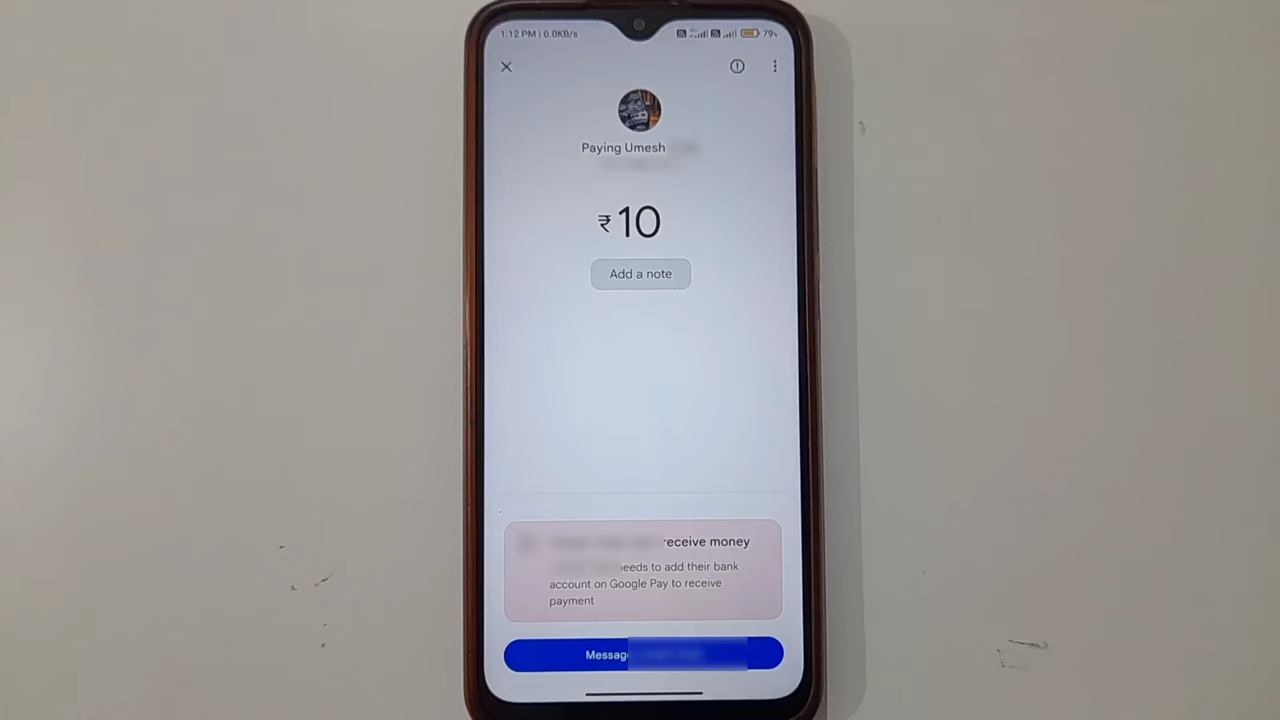 1:12 PM | 0.0KB/s 79%
Paying Umesh
₹10
Add a note
receive money
needs to add their bank
account on Google Pay to receive
payment
Message